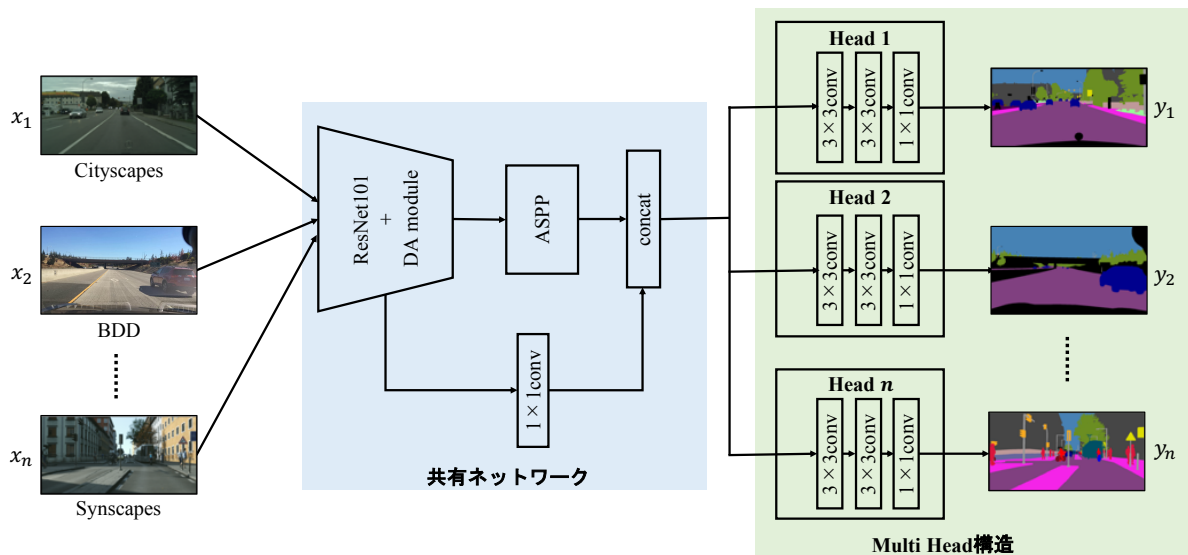 x₁
Cityscapes
x₂
BDD
xₙ
Synscapes
ResNet101
+
DA module
ASPP
concat
1×1conv
共有ネットワーク
Head 1
3×3conv
3×3conv
1×1conv
y₁
Head 2
3×3conv
3×3conv
1×1conv
y₂
Head n
3×3conv
3×3conv
1×1conv
yₙ
Multi Head構造